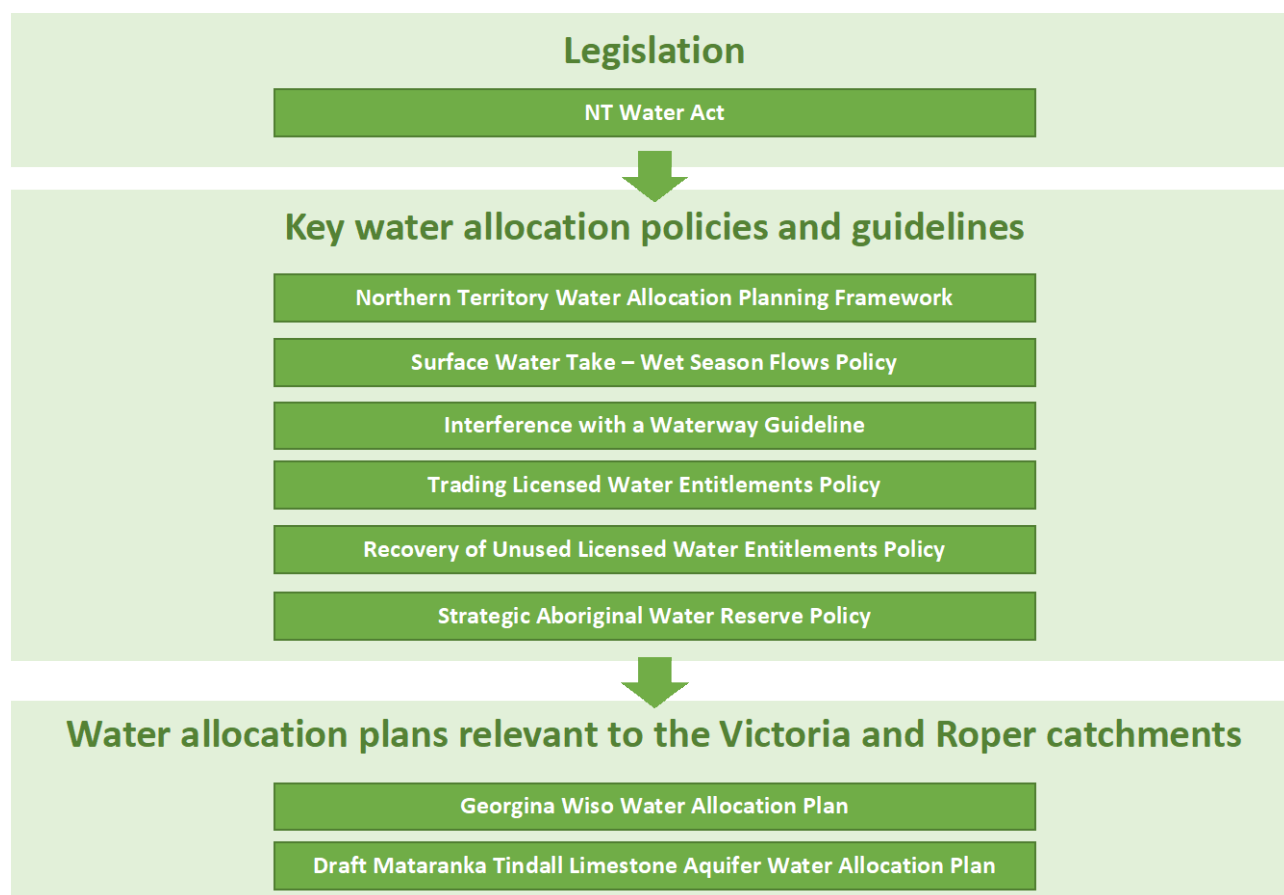 Legislation
NT Water Act
Key water allocation policies and guidelines
Northern Territory Water Allocation Planning Framework
Surface Water Take – Wet Season Flows Policy
Interference with a Waterway Guideline
Trading Licensed Water Entitlements Policy
Recovery of Unused Licensed Water Entitlements Policy
Strategic Aboriginal Water Reserve Policy
Water allocation plans relevant to the Victoria and Roper catchments
Georgina Wiso Water Allocation Plan
Draft Mataranka Tindall Limestone Aquifer Water Allocation Plan